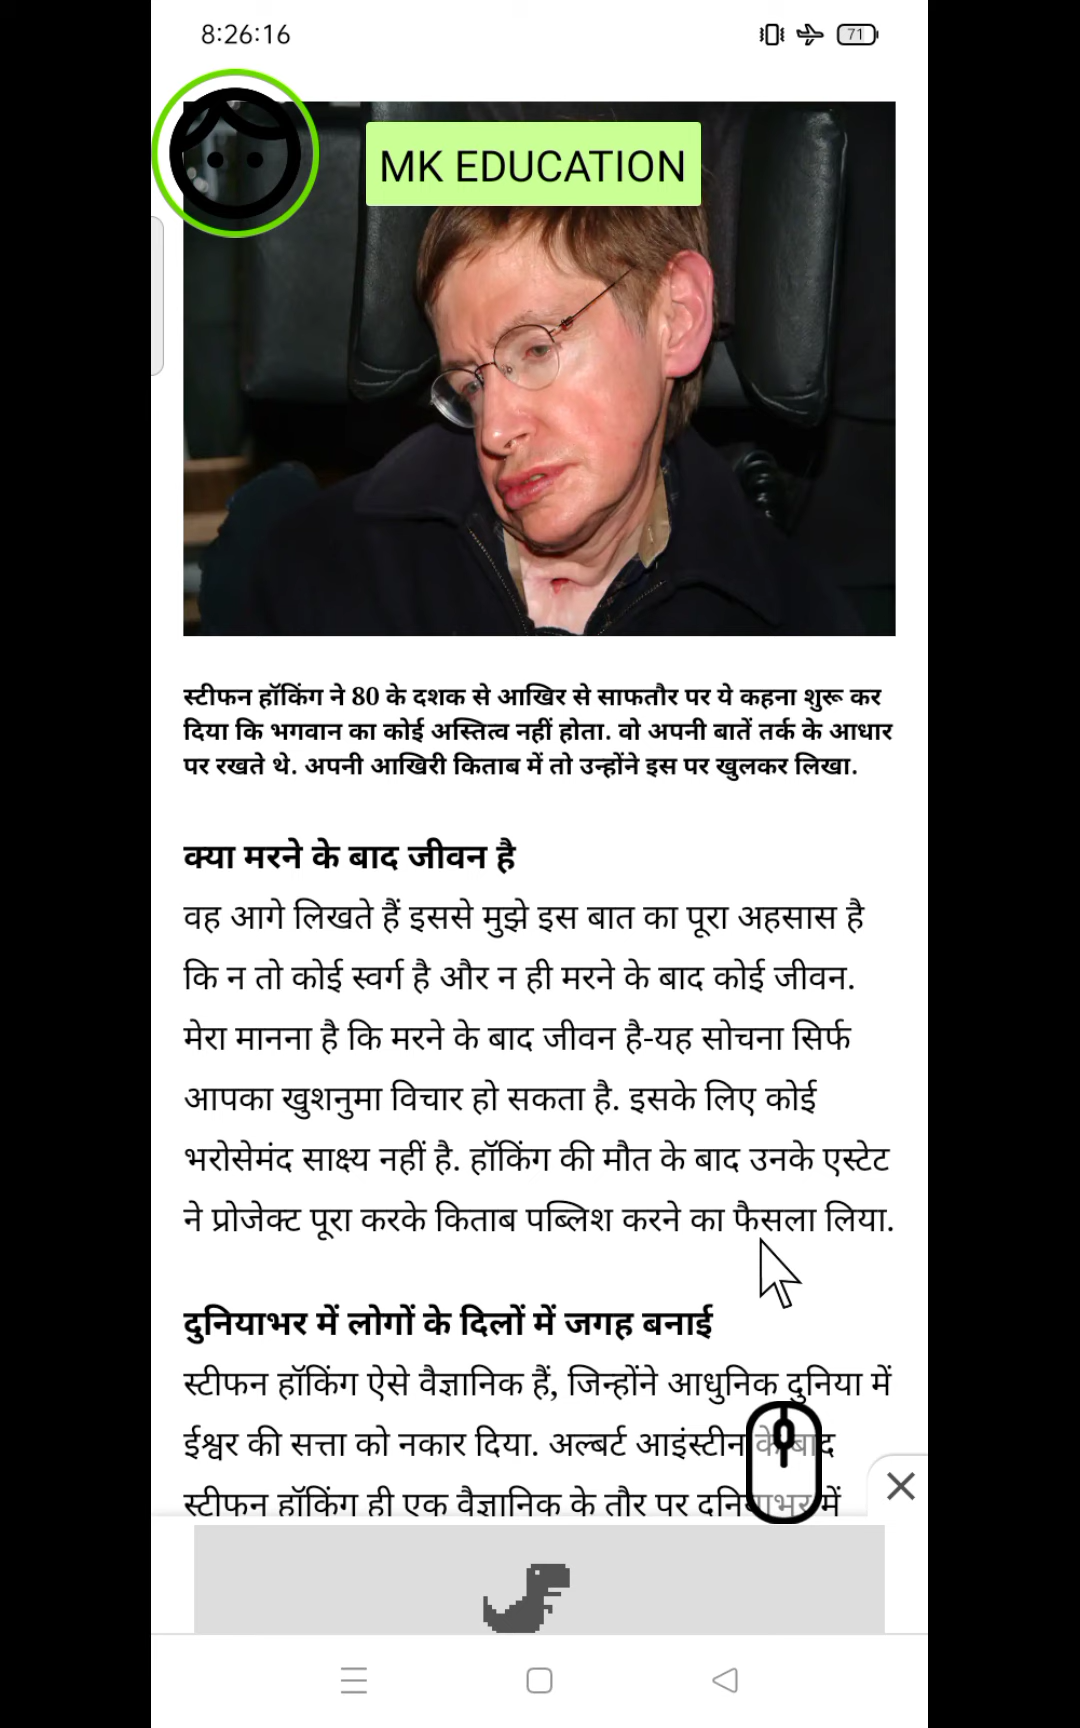 8:26:16
71
MK EDUCATION
स्टीफन हॉकिंग ने 80 के दशक से आखिर से साफतौर पर ये कहना शुरू कर
दिया कि भगवान का कोई अस्तित्व नहीं होता. वो अपनी बातें तर्क के आधार
पर रखते थे. अपनी आखिरी किताब में तो उन्होंने इस पर खुलकर लिखा.
क्या मरने के बाद जीवन है
वह आगे लिखते हैं इससे मुझे इस बात का पूरा अहसास है
कि न तो कोई स्वर्ग है और न ही मरने के बाद कोई जीवन.
मेरा मानना है कि मरने के बाद जीवन है-यह सोचना सिर्फ
आपका खुशनुमा विचार हो सकता है. इसके लिए कोई
भरोसेमंद साक्ष्य नहीं है. हॉकिंग की मौत के बाद उनके एस्टेट
ने प्रोजेक्ट पूरा करके किताब पब्लिश करने का फैसला लिया.
दुनियाभर में लोगों के दिलों में जगह बनाई
स्टीफन हॉकिंग ऐसे वैज्ञानिक हैं, जिन्होंने आधुनिक दुनिया में
ईश्वर की सत्ता को नकार दिया. अल्बर्ट आइंस्टीन के बाद
स्टीफन हॉकिंग ही एक वैज्ञानिक के तौर पर दुनियाभर में